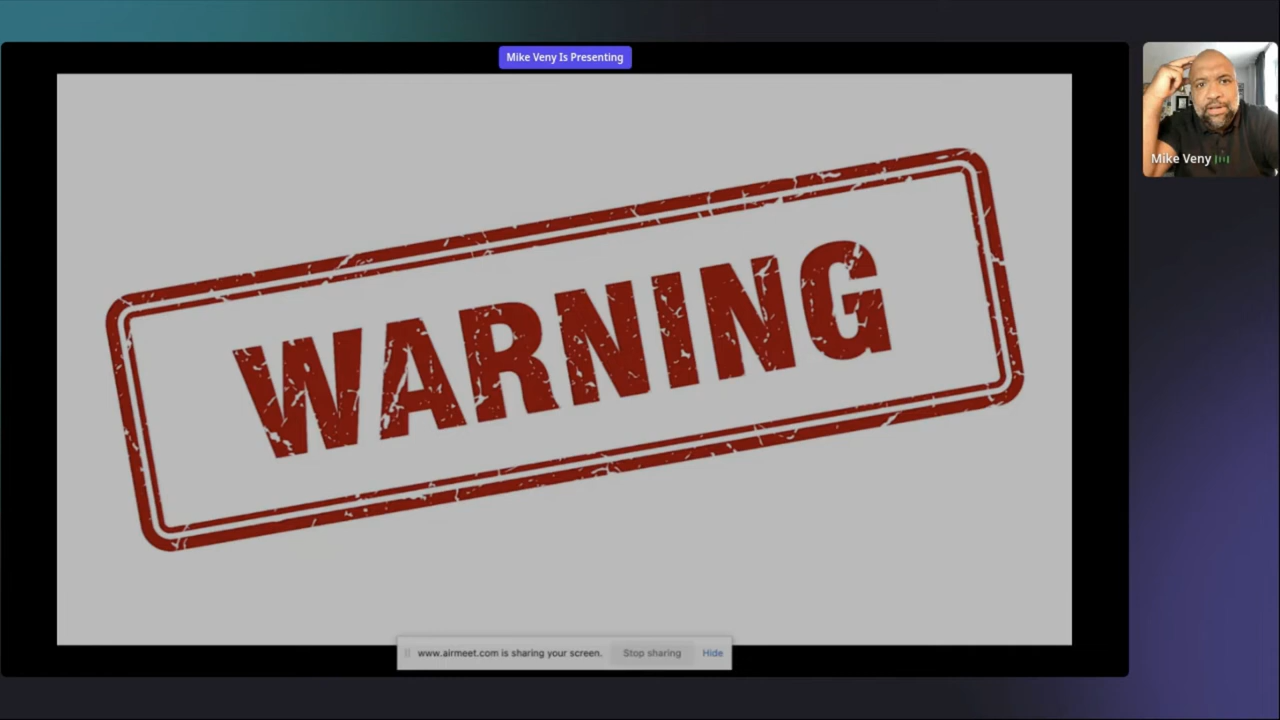 Mike Veny Is Presenting
Mike Veny
WARNING
www.airmeet.com is sharing your screen. Stop sharing Hide